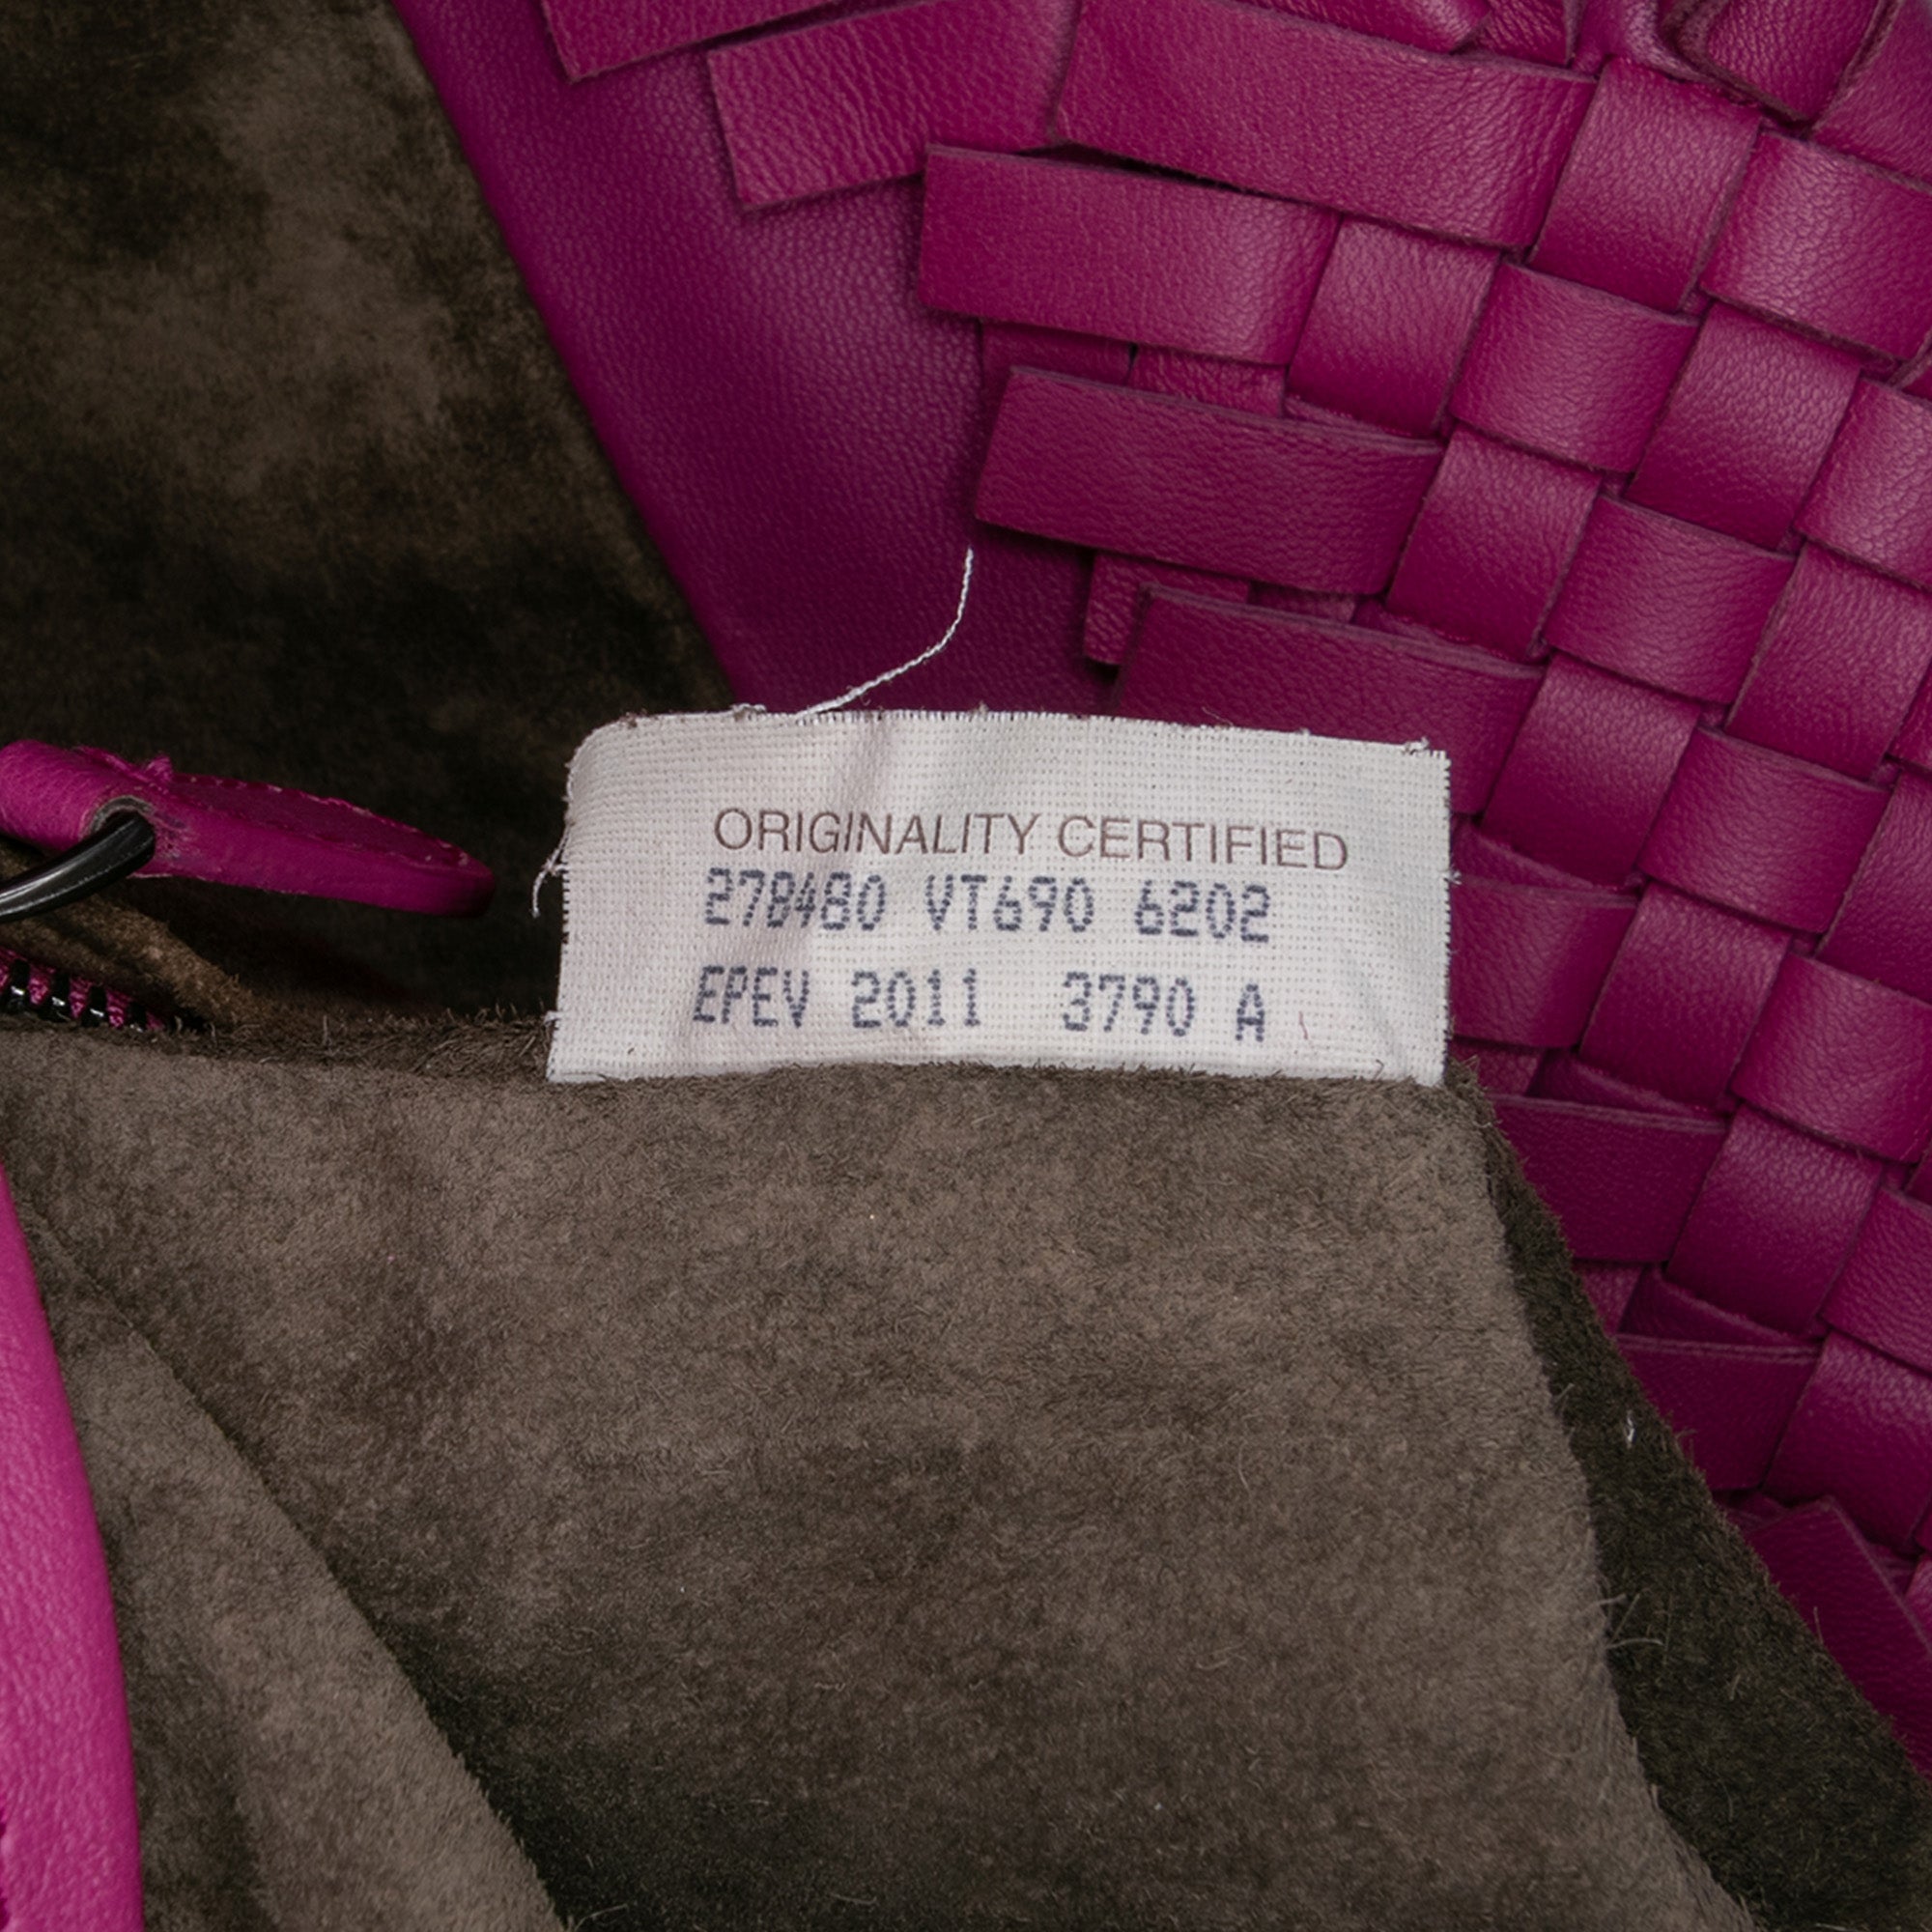 ORIGINALITY CERTIFIED
278480 VT690 6202
EPEV 2011 3790 A